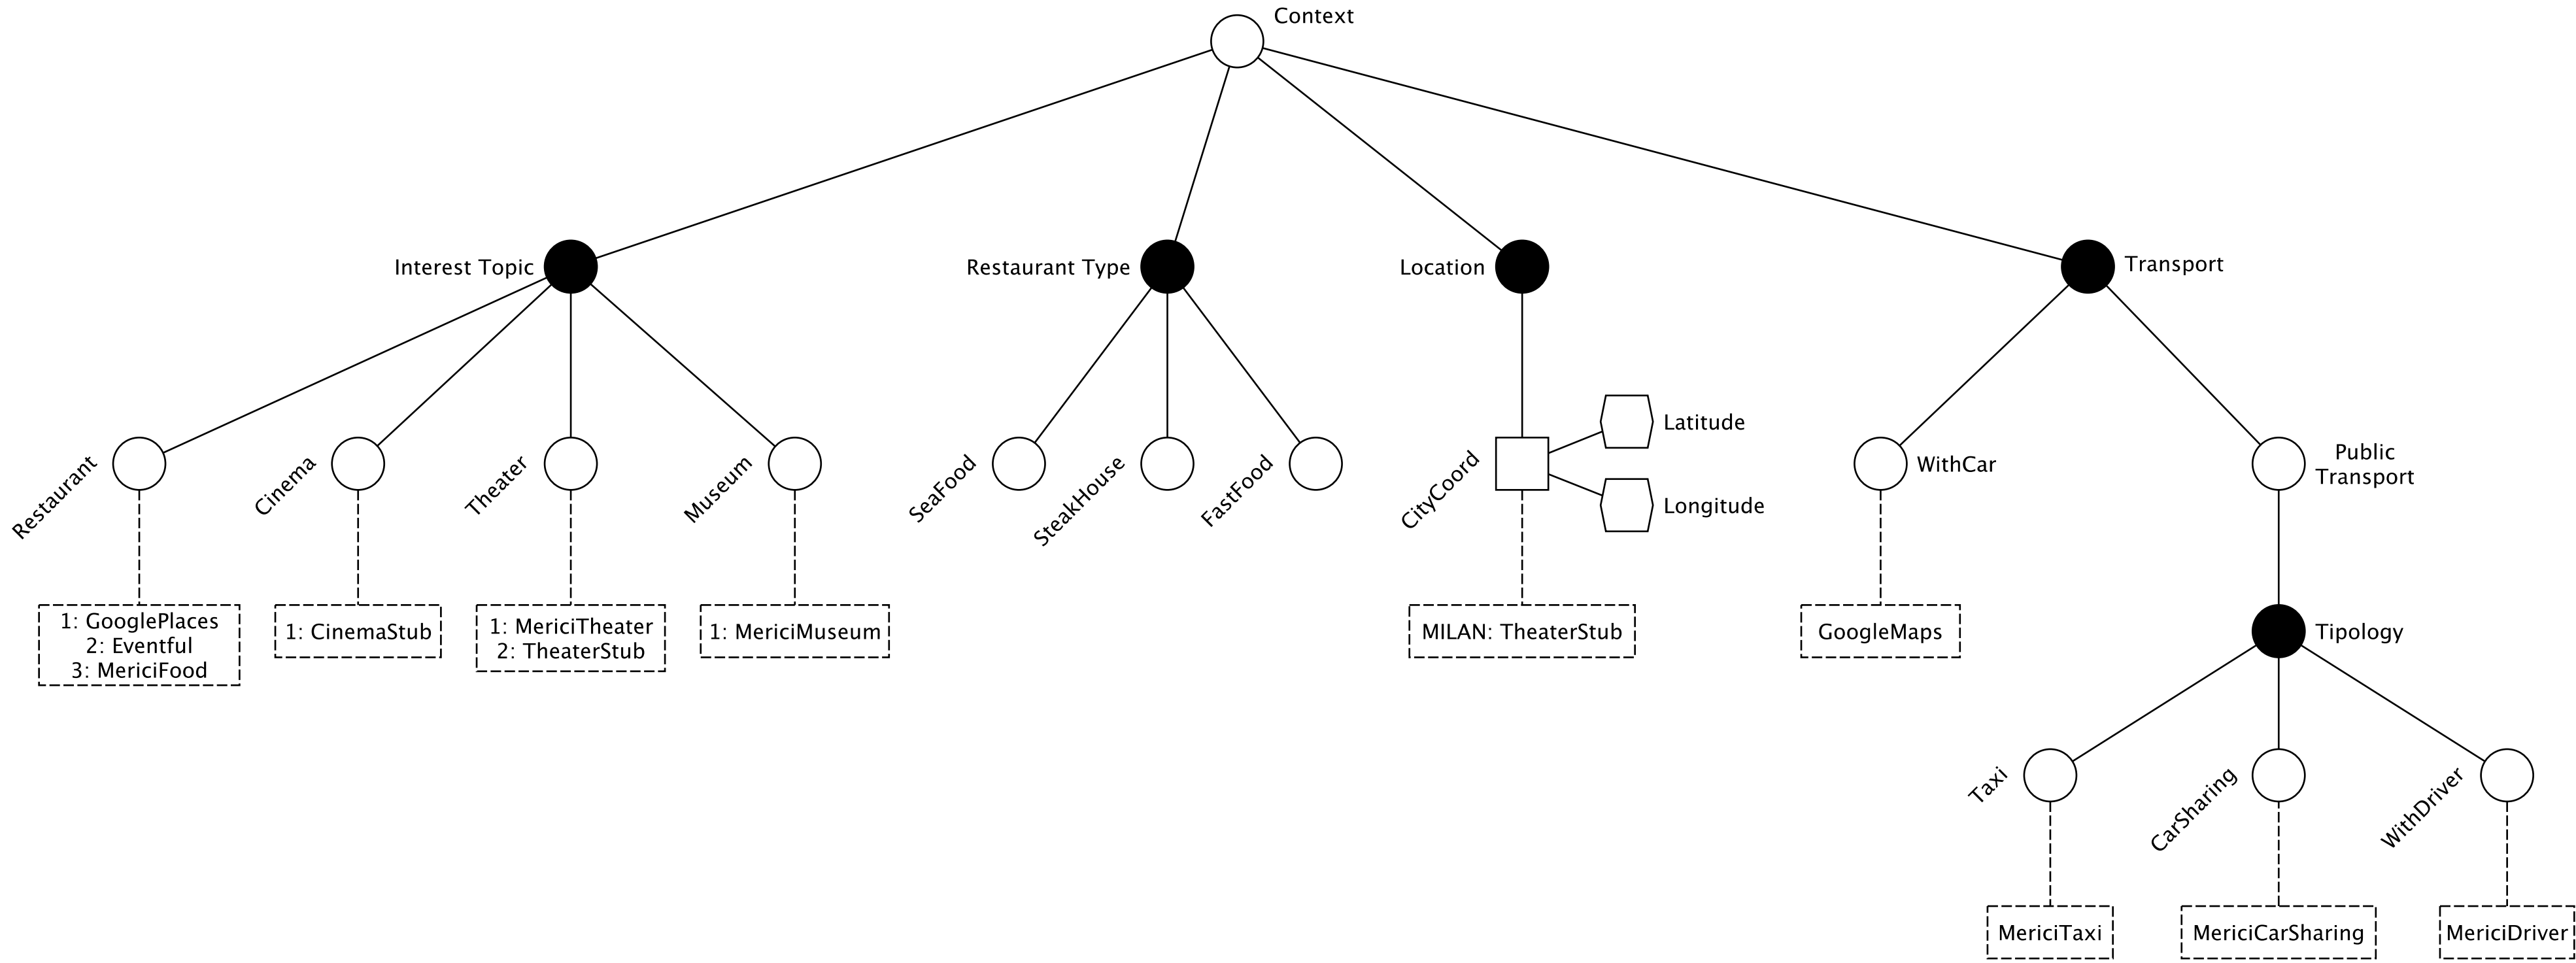 Context
Interest Topic
Restaurant Type
Location
Transport
Restaurant
Cinema
Theater
Museum
SeaFood
SteakHouse
FastFood
CityCoord
Latitude
Longitude
WithCar
Public
Transport
1: GooglePlaces
2: Eventful
3: MericiFood
1: CinemaStub
1: MericiTheater
2: TheaterStub
1: MericiMuseum
MILAN: TheaterStub
GoogleMaps
Tipology
Taxi
CarSharing
WithDriver
MericiTaxi
MericiCarSharing
MericiDriver